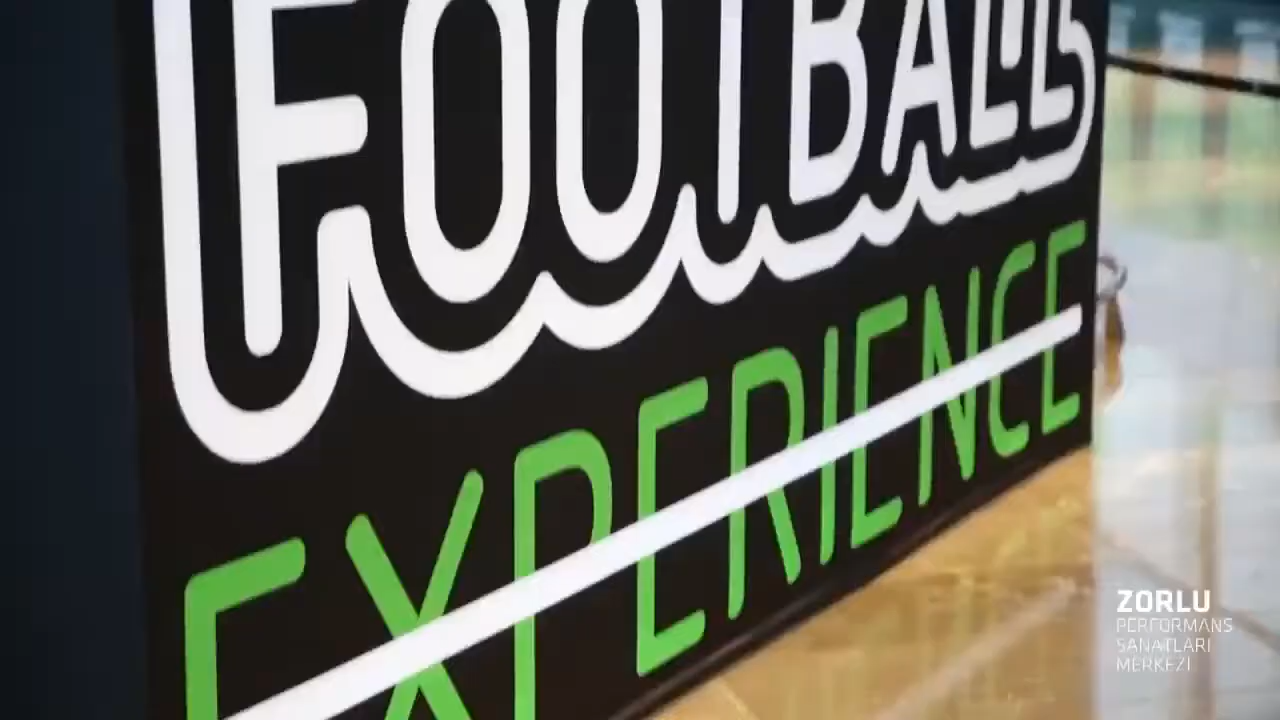 FOOTBALL
EXPERIENCE
ZORLU
PERFORMANS
SANATLARI
MERKEZİ